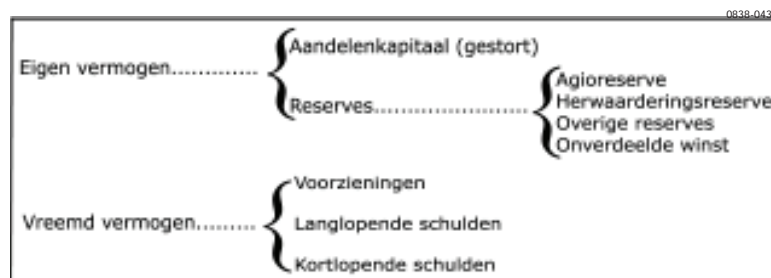 0838-043
Aandelenkapitaal (gestort)
Eigen vermogen.............
Agioreserve
Herwaarderingsreserve
Reserves.......................
Overige reserves
Onverdeelde winst
Voorzieningen
Vreemd vermogen.........
Langlopende schulden
Kortlopende schulden